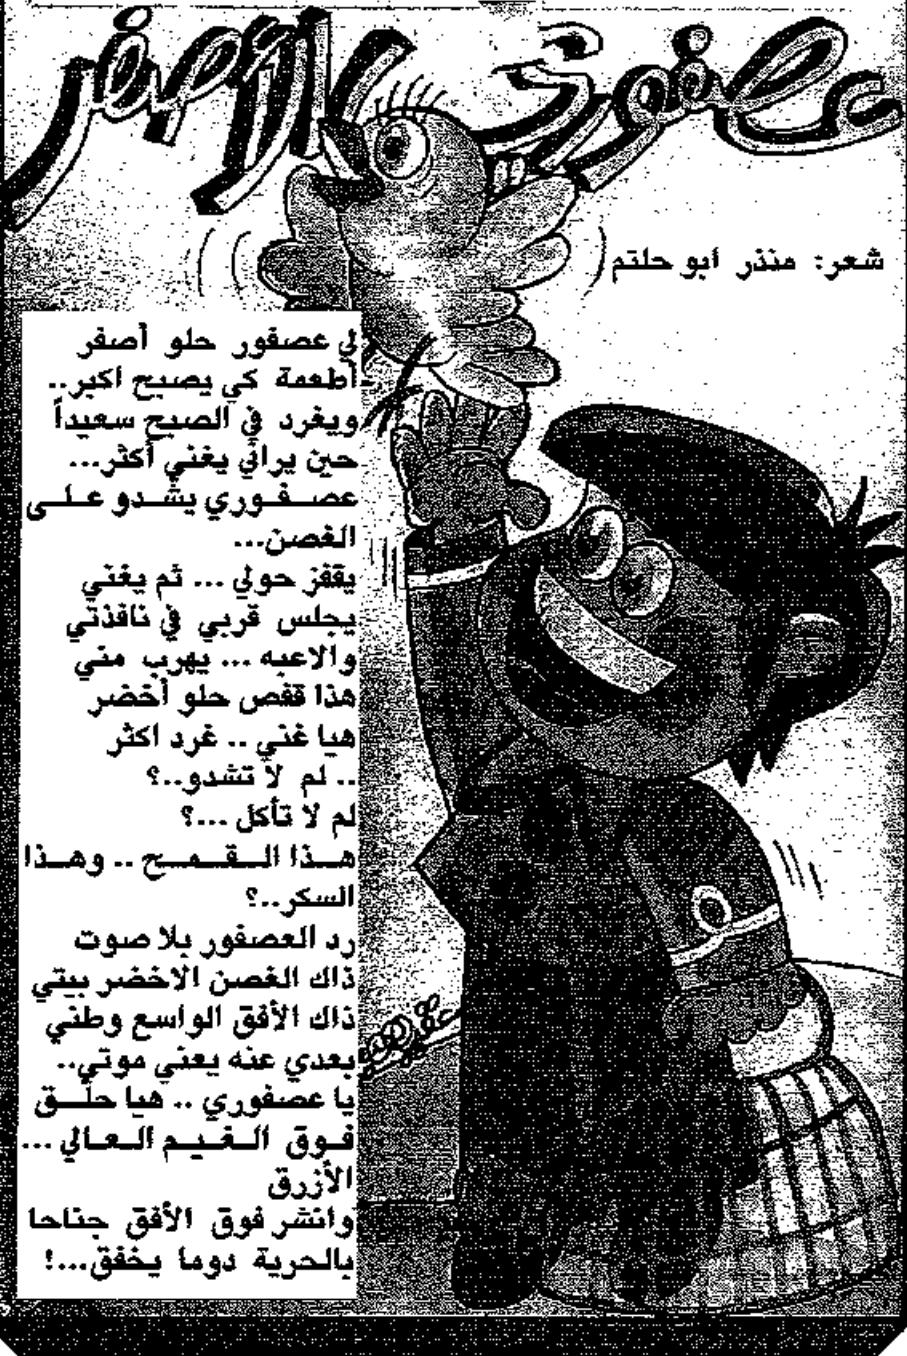 عصفوري الأصفر
شعر: منذر أبو حلتم
لي عصفور حلو أصفر
أطعمة كي يصبح اكبر..
ويغرد في الصبح سعيداً
حين يراني يغني أكثر...
عصفوري يشدو على
الغصن...
يقفز حولي ... ثم يغني
يجلس قربي في نافذتي
والاعبه ... يهرب مني
هذا قفص حلو أخضر
هيا غني .. غرد اكثر
.. لم لا تشدو..؟
لم لا تأكل ...؟
هذا القمح .. وهذا
السكر..؟
رد العصفور بلا صوت
ذاك الغصن الاخضر بيتي
ذاك الأفق الواسع وطني
بعدي عنه يعني موتي..
يا عصفوري .. هيا حلّق
فوق الغيم العالي ...
الأزرق
وانشر فوق الأفق جناحا
بالحرية دوما يخفق...!